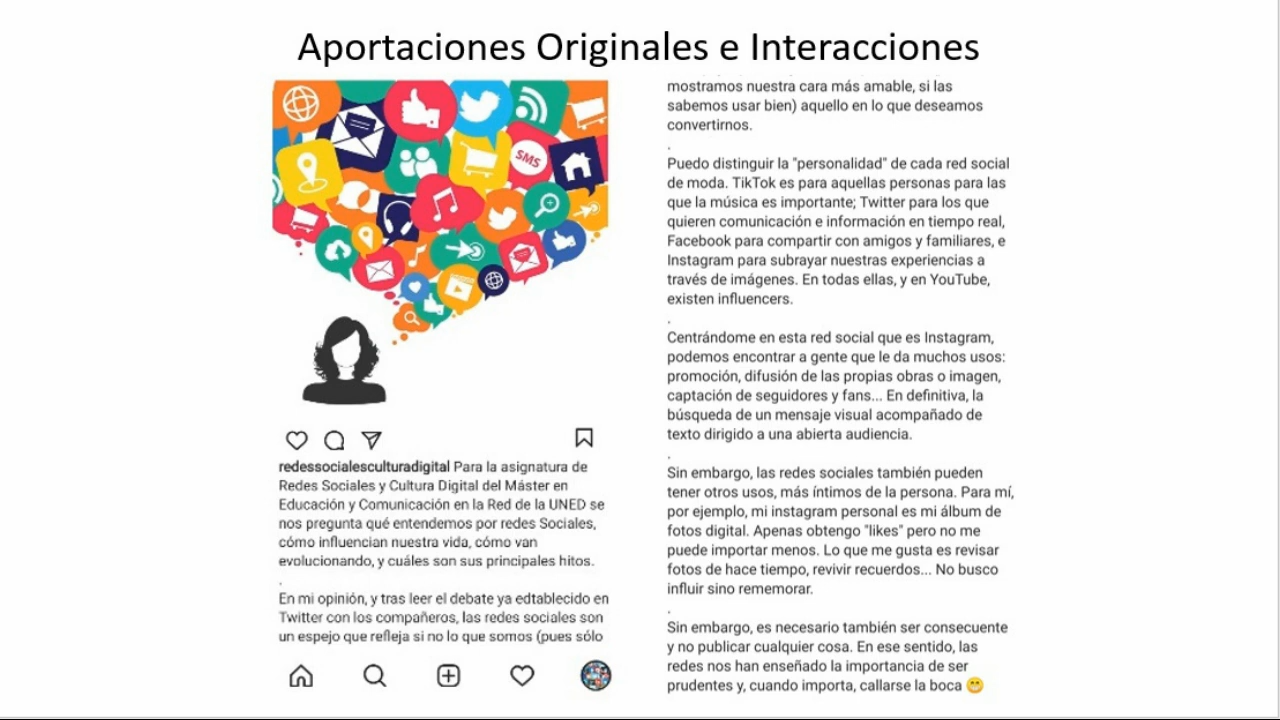 Aportaciones Originales e Interacciones
SMS
redessocialesculturadigital Para la asignatura de
Redes Sociales y Cultura Digital del Máster en
Educación y Comunicación en la Red de la UNED se
nos pregunta qué entendemos por redes Sociales,
cómo influencian nuestra vida, cómo van
evolucionando, y cuáles son sus principales hitos.
.
En mi opinión, y tras leer el debate ya edtablecido en
Twitter con los compañeros, las redes sociales son
un espejo que refleja si no lo que somos (pues sólo
mostramos nuestra cara más amable, si las
sabemos usar bien) aquello en lo que deseamos
convertirnos.
.
Puedo distinguir la "personalidad" de cada red social
de moda. TikTok es para aquellas personas para las
que la música es importante; Twitter para los que
quieren comunicación e información en tiempo real,
Facebook para compartir con amigos y familiares, e
Instagram para subrayar nuestras experiencias a
través de imágenes. En todas ellas, y en YouTube,
existen influencers.
.
Centrándome en esta red social que es Instagram,
podemos encontrar a gente que le da muchos usos:
promoción, difusión de las propias obras o imagen,
captación de seguidores y fans... En definitiva, la
búsqueda de un mensaje visual acompañado de
texto dirigido a una abierta audiencia.
.
Sin embargo, las redes sociales también pueden
tener otros usos, más íntimos de la persona. Para mí,
por ejemplo, mi instagram personal es mi álbum de
fotos digital. Apenas obtengo "likes" pero no me
puede importar menos. Lo que me gusta es revisar
fotos de hace tiempo, revivir recuerdos... No busco
influir sino rememorar.
.
Sin embargo, es necesario también ser consecuente
y no publicar cualquier cosa. En ese sentido, las
redes nos han enseñado la importancia de ser
prudentes y, cuando importa, callarse la boca 😁